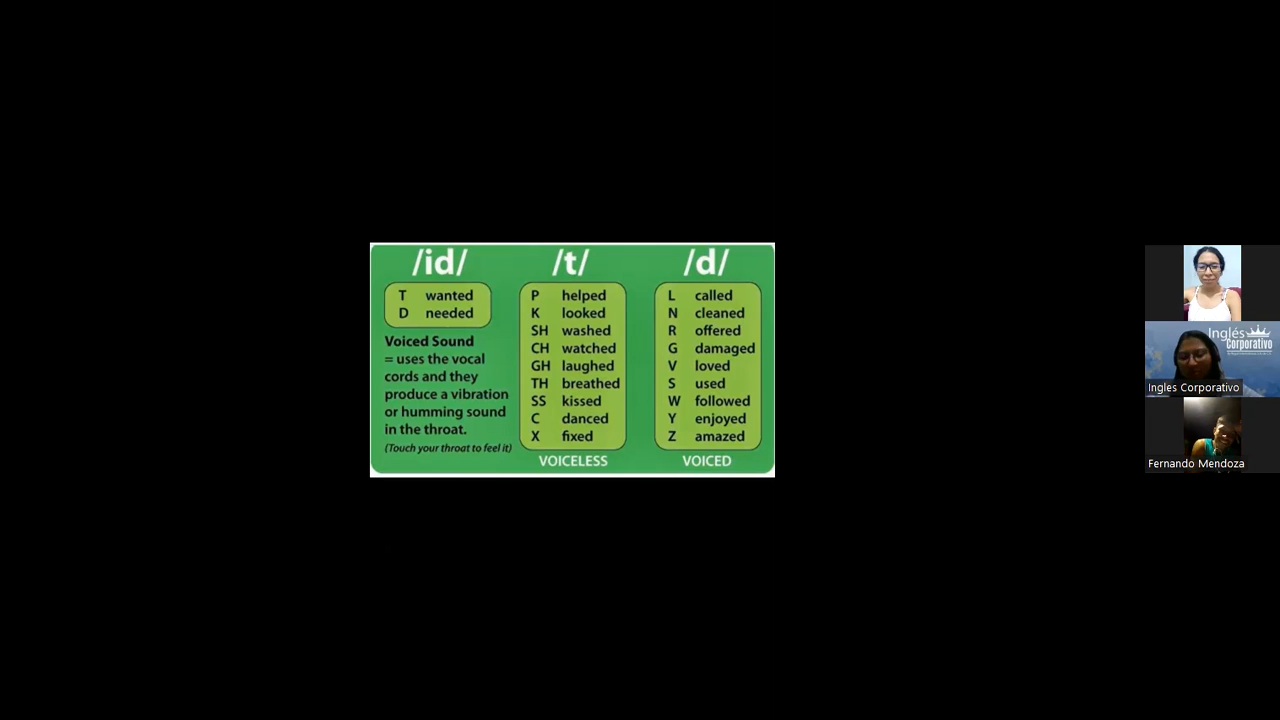 /id/
T wanted
D needed
Voiced Sound
= uses the vocal
cords and they
produce a vibration
or humming sound
in the throat.
(Touch your throat to feel it)
/t/
P helped
K looked
SH washed
CH watched
GH laughed
TH breathed
SS kissed
C danced
X fixed
VOICELESS
/d/
L called
N cleaned
R offered
G damaged
V loved
S used
W followed
Y enjoyed
Z amazed
VOICED
Inglés
Corporativo
Ingles Corporativo
Fernando Mendoza